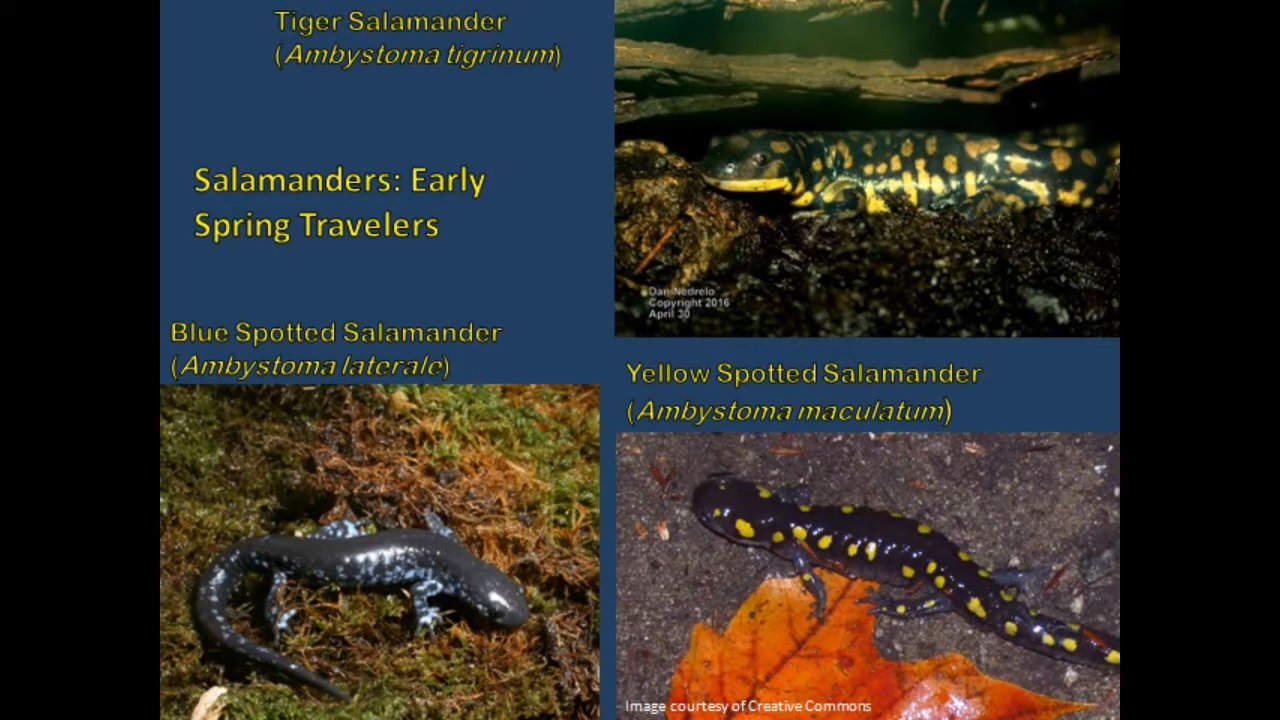 Tiger Salamander
(Ambystoma tigrinum)
Salamanders: Early
Spring Travelers
Dan Nedrelo
Copyright 2016
April 30
Blue Spotted Salamander
(Ambystoma laterale)
Yellow Spotted Salamander
(Ambystoma maculatum)
Image courtesy of Creative Commons